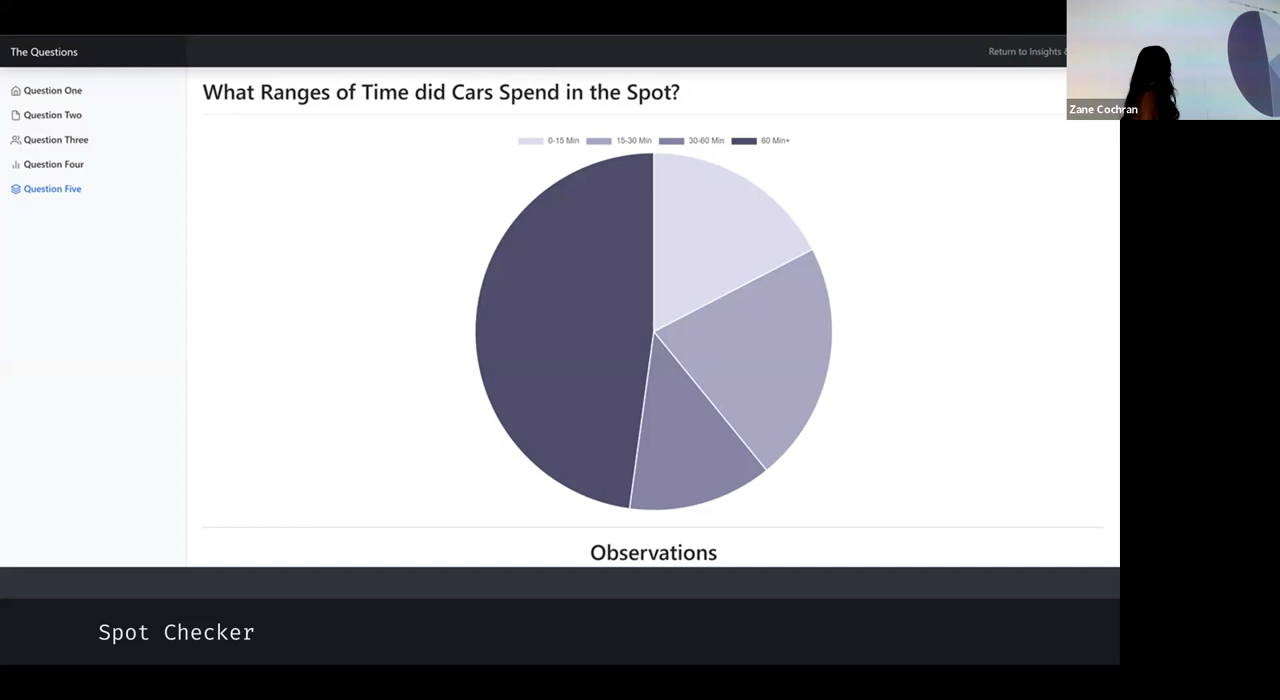 The Questions
Return to Insights
Zane Cochran
Question One
Question Two
Question Three
Question Four
Question Five
What Ranges of Time did Cars Spend in the Spot?
0-15 Min 15-30 Min 30-60 Min 60 Min+
Observations
Spot Checker